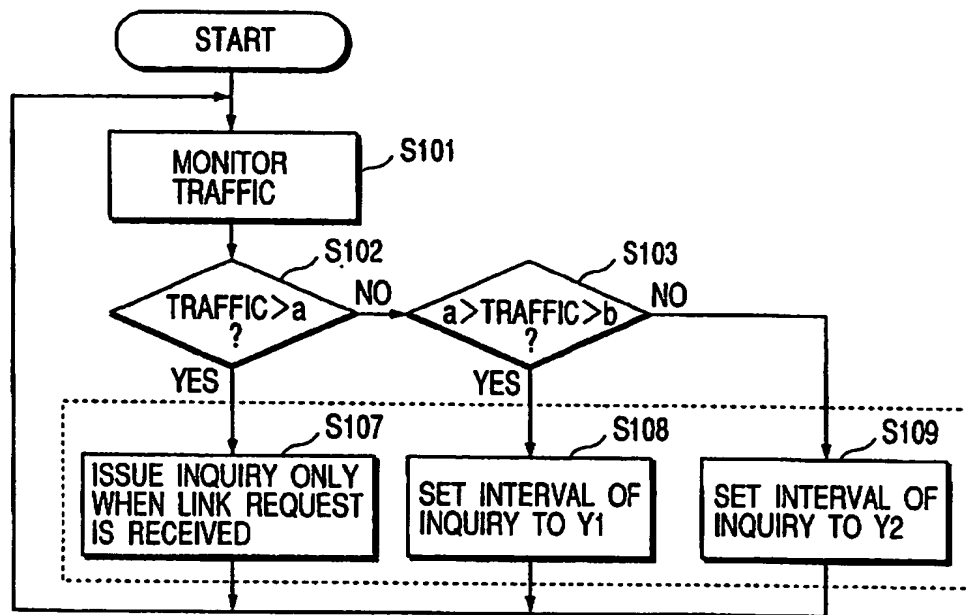 START
MONITOR
TRAFFIC
S101
S102
TRAFFIC>a
?
NO
YES
S103
a>TRAFFIC>b
?
NO
YES
S107
ISSUE INQUIRY ONLY
WHEN LINK REQUEST
IS RECEIVED
S108
SET INTERVAL OF
INQUIRY TO Y1
S109
SET INTERVAL OF
INQUIRY TO Y2